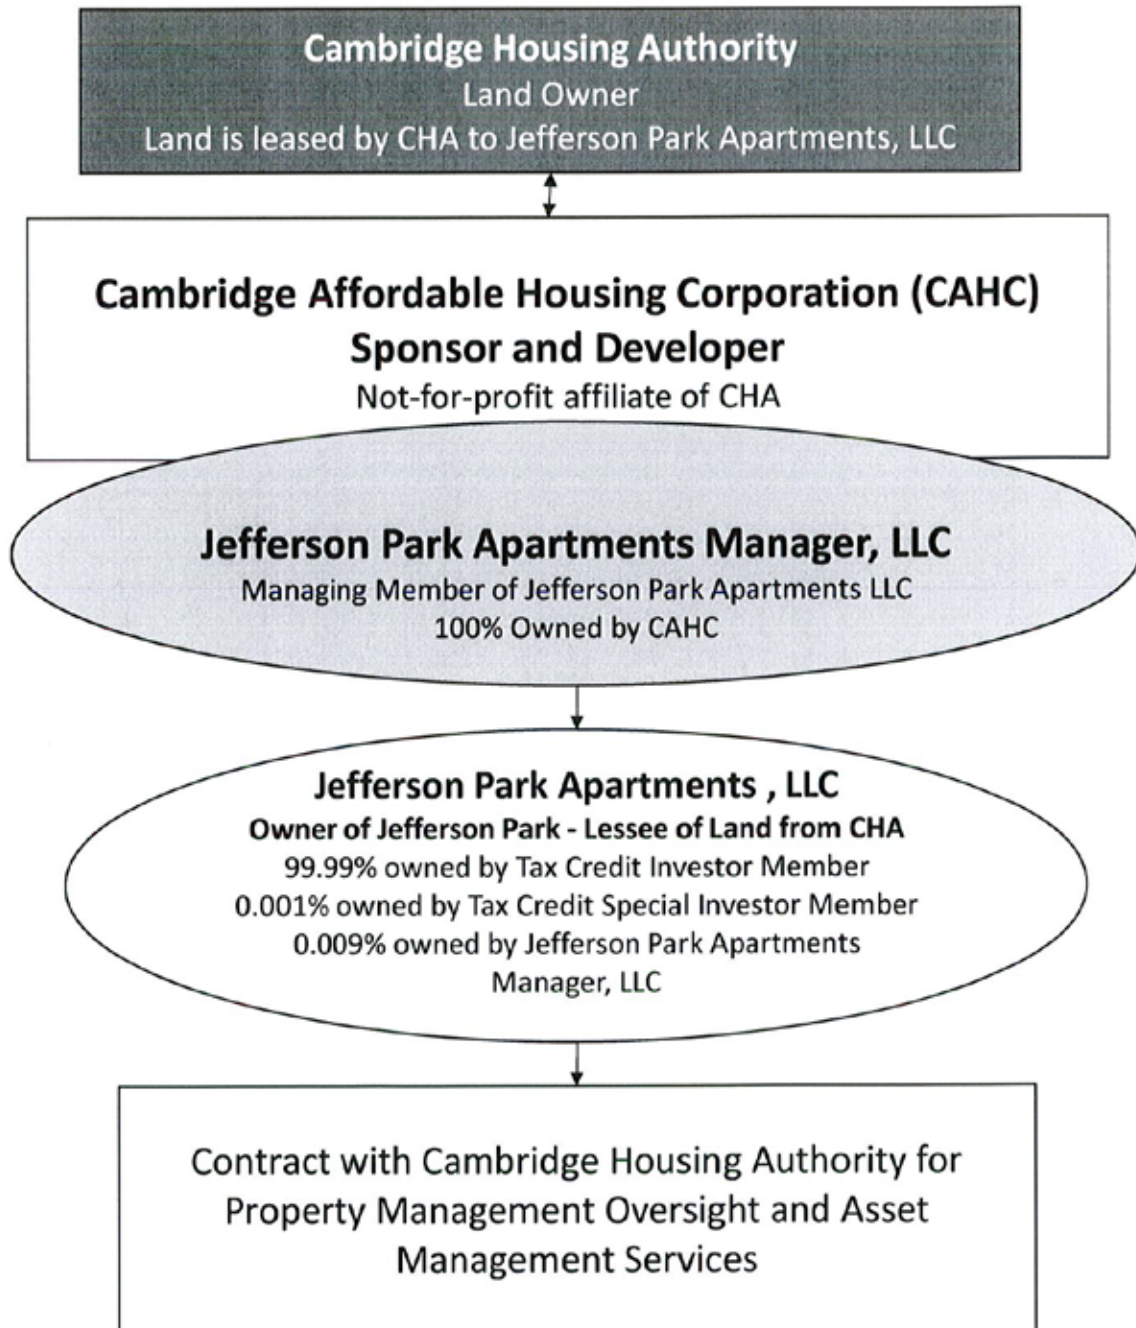 Cambridge Housing Authority
Land Owner
Land is leased by CHA to Jefferson Park Apartments, LLC
Cambridge Affordable Housing Corporation (CAHC)
Sponsor and Developer
Not-for-profit affiliate of CHA
Jefferson Park Apartments Manager, LLC
Managing Member of Jefferson Park Apartments LLC
100% Owned by CAHC
Jefferson Park Apartments , LLC
Owner of Jefferson Park - Lessee of Land from CHA
99.99% owned by Tax Credit Investor Member
0.001% owned by Tax Credit Special Investor Member
0.009% owned by Jefferson Park Apartments
Manager, LLC
Contract with Cambridge Housing Authority for
Property Management Oversight and Asset
Management Services